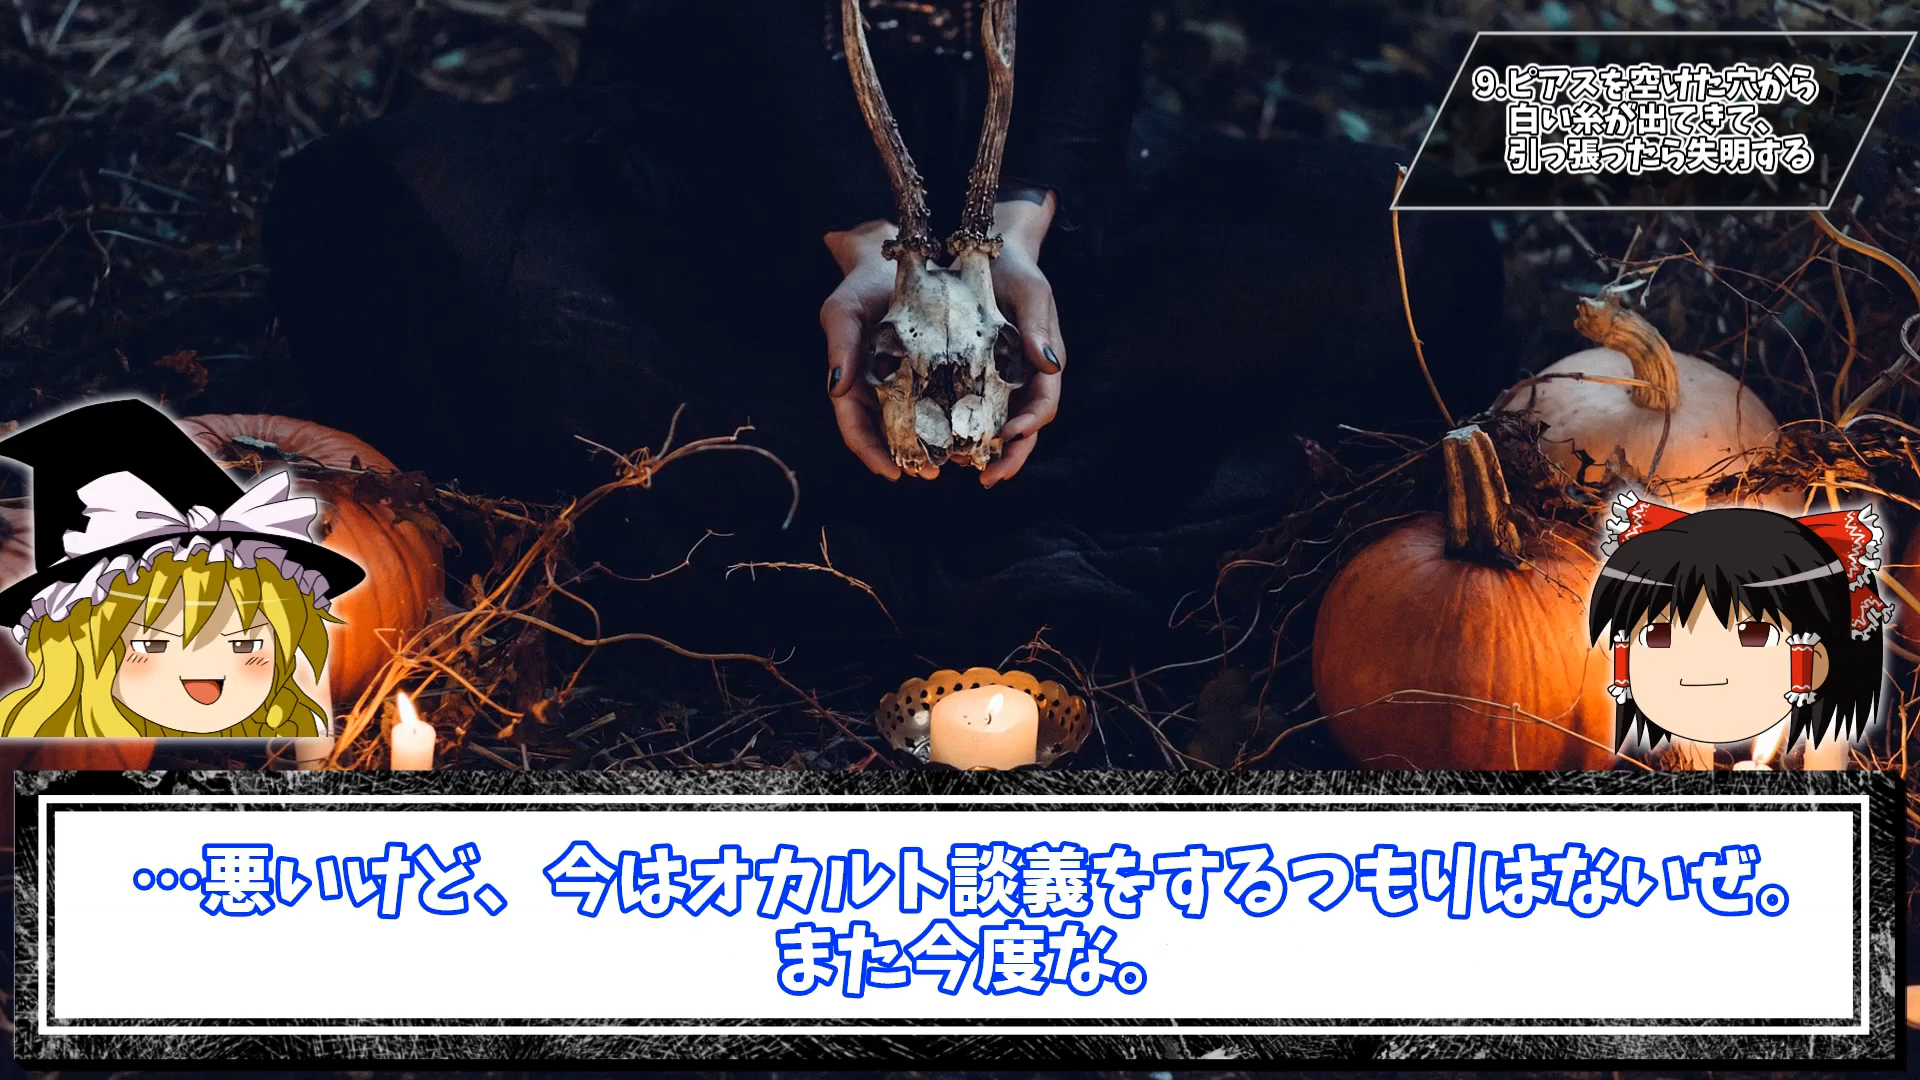 9.ピアスを空けた穴から
白い糸が出てきて、
引っ張ったら失明する
…悪いけど、今はオカルト談義をするつもりはないぜ。
また今度な。